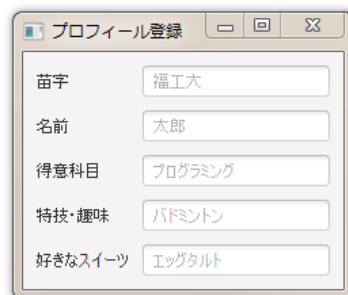 プロフィール登録
苗字 福工大
名前 太郎
得意科目 プログラミング
特技・趣味 バドミントン
好きなスイーツ エッグタルト